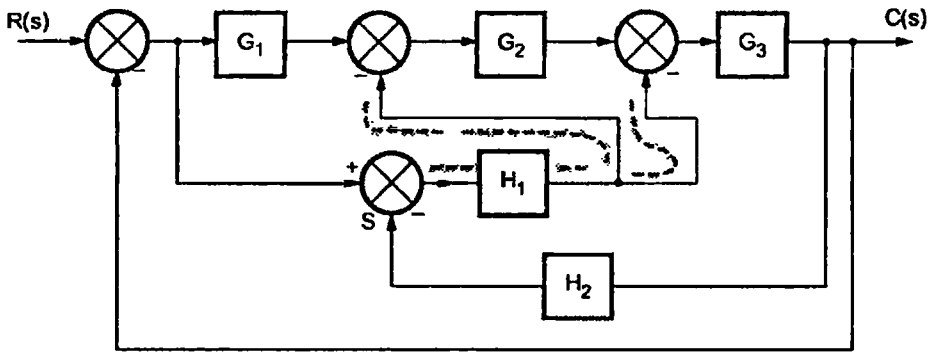 R(s)
C(s)
G₁
G₂
G₃
−
−
−
+
H₁
S
−
H₂